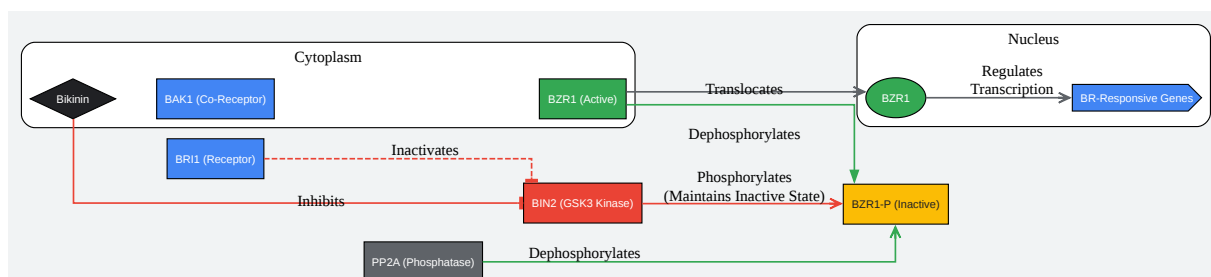 Cytoplasm
Nucleus
Bikinin
BAK1 (Co-Receptor)
BZR1 (Active)
Translocates
BZR1
Regulates
Transcription
BR-Responsive Genes
Dephosphorylates
BRI1 (Receptor)
Inactivates
Inhibits
BIN2 (GSK3 Kinase)
Phosphorylates
(Maintains Inactive State)
BZR1-P (Inactive)
PP2A (Phosphatase)
Dephosphorylates